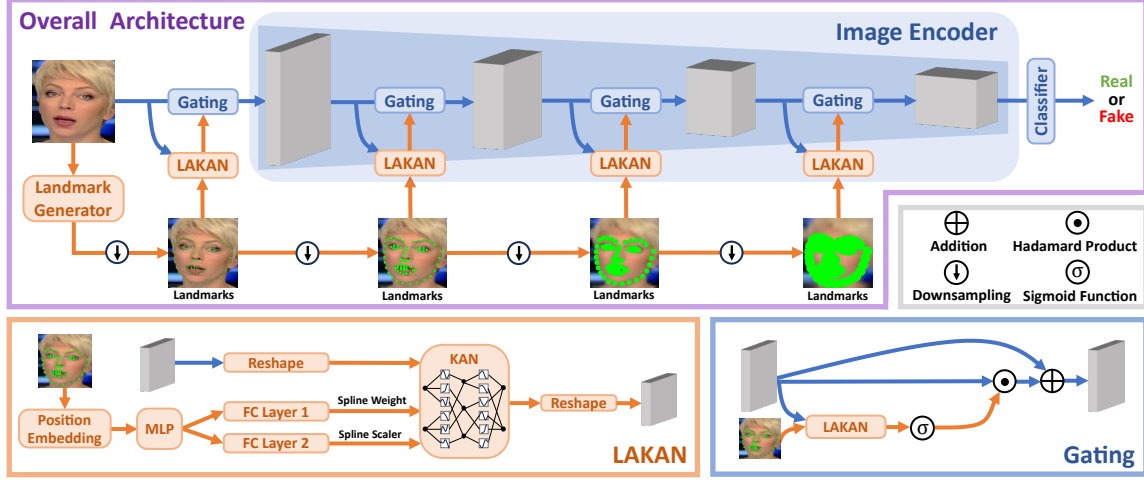 Overall Architecture
Image Encoder
Gating
Gating
Gating
Gating
Classifier
Real
or
Fake
LAKAN
LAKAN
LAKAN
LAKAN
Landmark
Generator
Landmarks
Landmarks
Landmarks
Landmarks
Addition
Hadamard Product
σ
Downsampling
Sigmoid Function
Reshape
KAN
Position
Embedding
MLP
FC Layer 1
Spline Weight
FC Layer 2
Spline Scaler
Reshape
LAKAN
LAKAN
σ
Gating